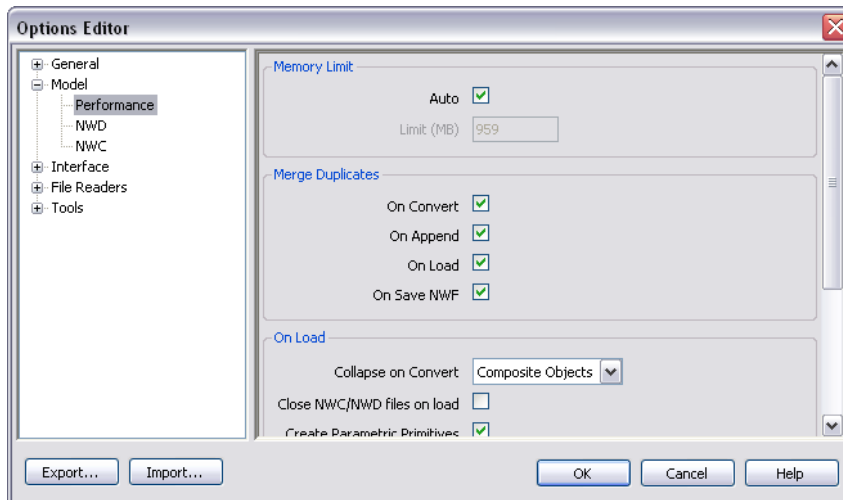 Options Editor
General
Model
Performance
NWD
NWC
Interface
File Readers
Tools
Memory Limit
Auto
Limit (MB) 959
Merge Duplicates
On Convert
On Append
On Load
On Save NWF
On Load
Collapse on Convert Composite Objects
Close NWC/NWD files on load
Create Parametric Primitives
Export... Import... OK Cancel Help